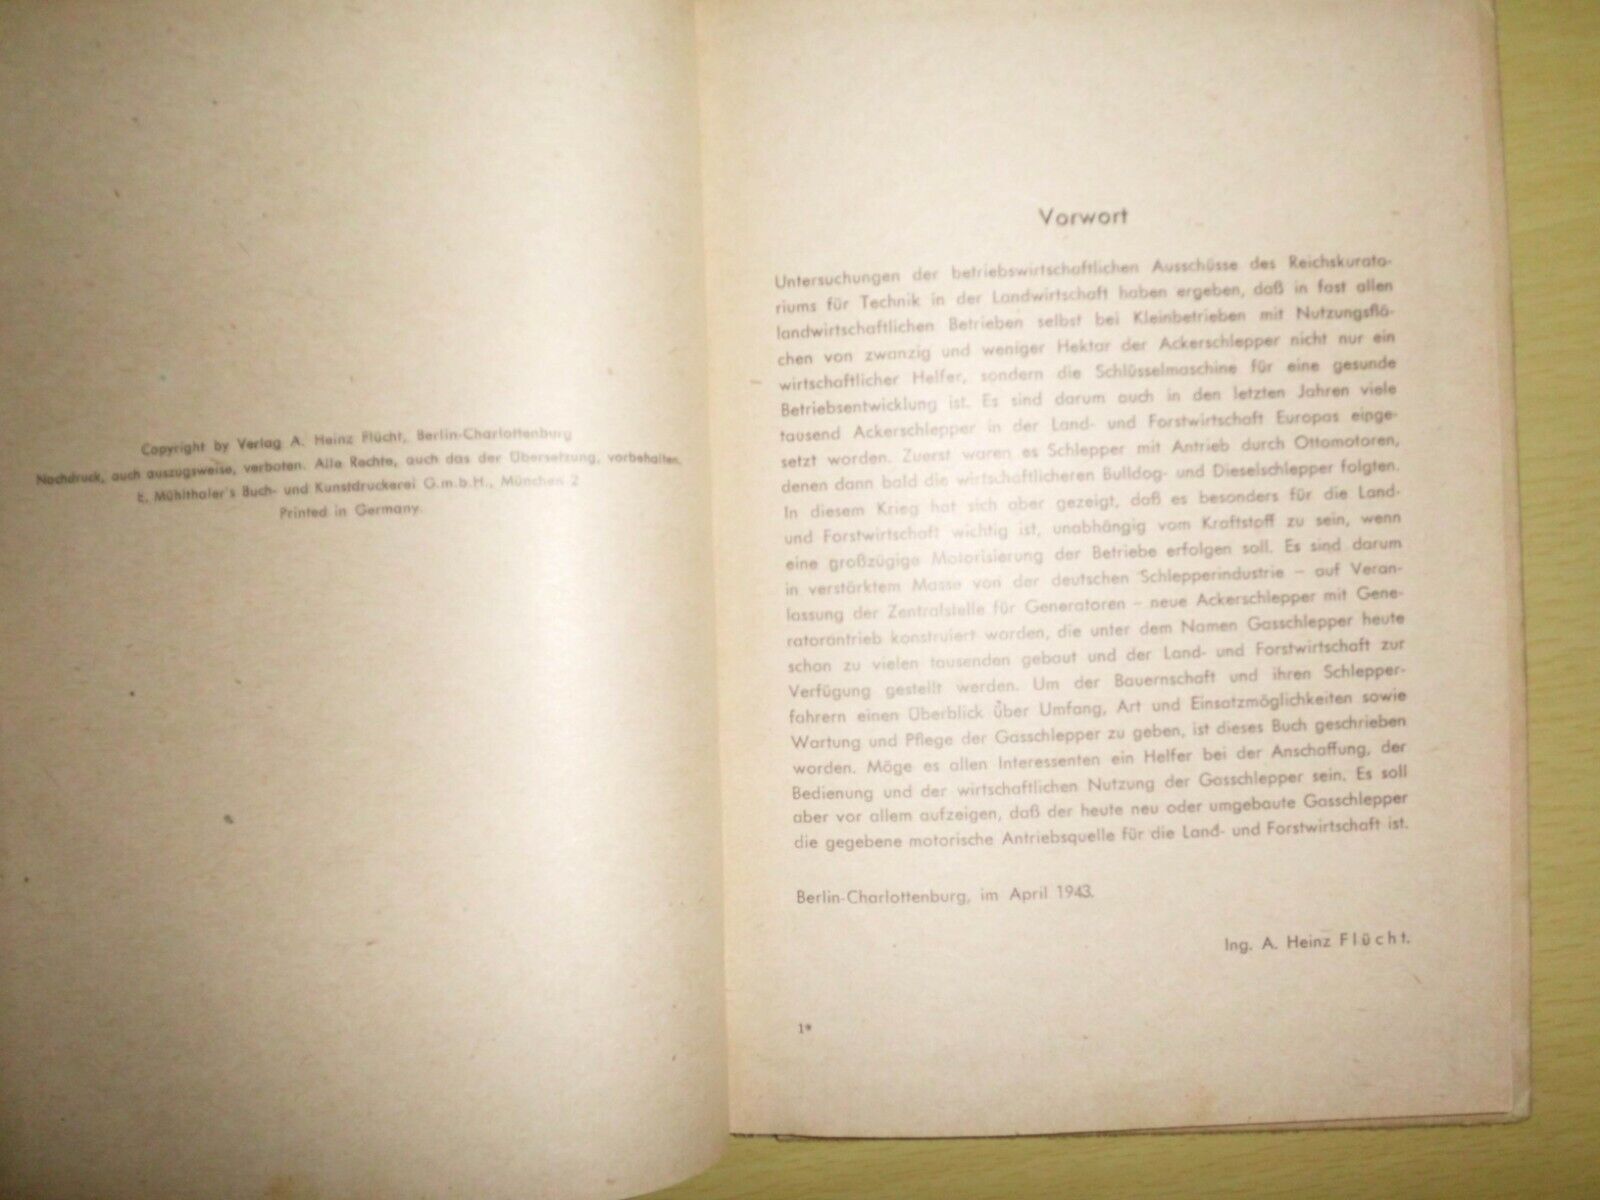 Copyright by Verlag A. Heinz Flücht, Berlin-Charlottenburg
Nachdruck, auch auszugsweise, verboten. Alle Rechte, auch das der Übersetzung, vorbehalten.
E. Mühlthaler's Buch- und Kunstdruckerei G.m.b.H., München 2
Printed in Germany.
Vorwort
Untersuchungen der betriebswirtschaftlichen Ausschüsse des Reichskurato-
riums für Technik in der Landwirtschaft haben ergeben, daß in fast allen
landwirtschaftlichen Betrieben selbst bei Kleinbetrieben mit Nutzungsflä-
chen von zwanzig und weniger Hektar der Ackerschlepper nicht nur ein
wirtschaftlicher Helfer, sondern die Schlüsselmaschine für eine gesunde
Betriebsentwicklung ist. Es sind darum auch in den letzten Jahren viele
tausend Ackerschlepper in der Land- und Forstwirtschaft Europas einge-
setzt worden. Zuerst waren es Schlepper mit Antrieb durch Ottomotoren,
denen dann bald die wirtschaftlicheren Bulldog- und Dieselschlepper folgten.
In diesem Krieg hat sich aber gezeigt, daß es besonders für die Land-
und Forstwirtschaft wichtig ist, unabhängig vom Kraftstoff zu sein, wenn
eine großzügige Motorisierung der Betriebe erfolgen soll. Es sind darum
in verstärktem Masse von der deutschen Schlepperindustrie – auf Veran-
lassung der Zentralstelle für Generatoren – neue Ackerschlepper mit Gene-
ratorantrieb konstruiert worden, die unter dem Namen Gasschlepper heute
schon zu vielen tausenden gebaut und der Land- und Forstwirtschaft zur
Verfügung gestellt werden. Um der Bauernschaft und ihren Schlepper-
fahrern einen Überblick über Umfang, Art und Einsatzmöglichkeiten sowie
Wartung und Pflege der Gasschlepper zu geben, ist dieses Buch geschrieben
worden. Möge es allen Interessenten ein Helfer bei der Anschaffung, der
Bedienung und der wirtschaftlichen Nutzung der Gasschlepper sein. Es soll
aber vor allem aufzeigen, daß der heute neu oder umgebaute Gasschlepper
die gegebene motorische Antriebsquelle für die Land- und Forstwirtschaft ist.
Berlin-Charlottenburg, im April 1943.
Ing. A. Heinz Flücht.
1*